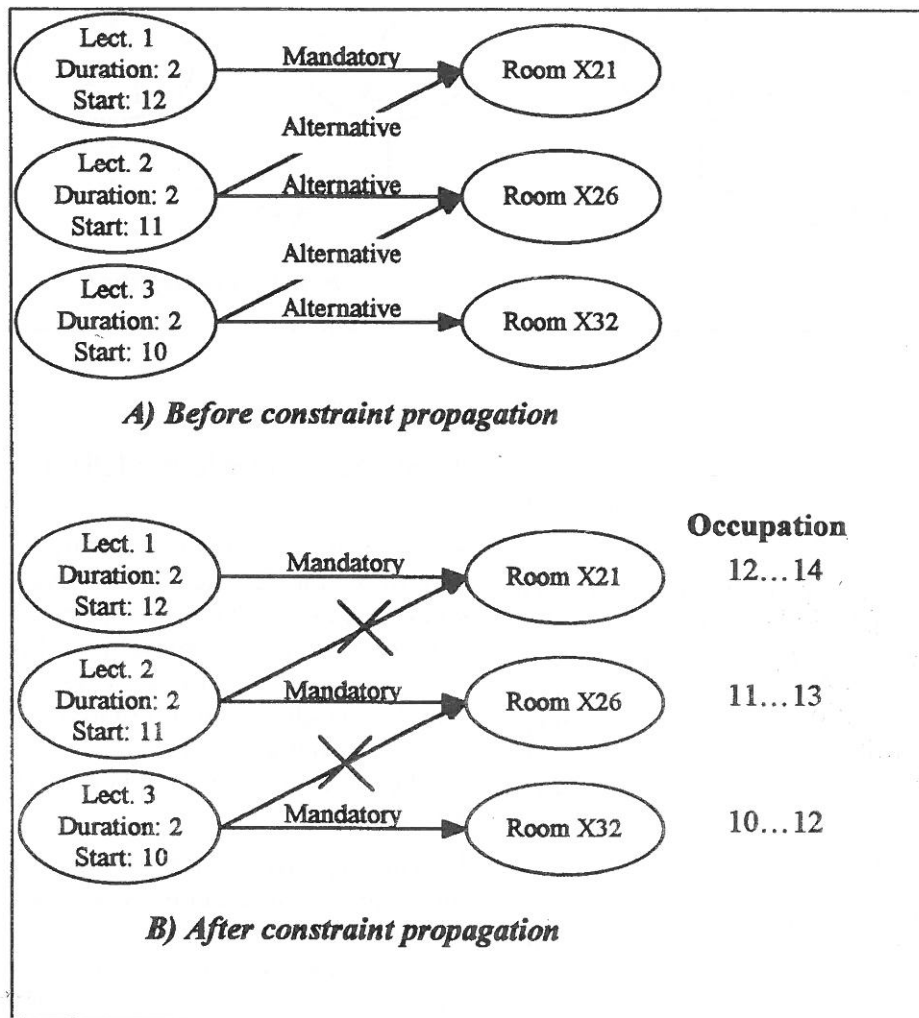 Lect. 1
Duration: 2
Start: 12
Mandatory
Room X21
Alternative
Lect. 2
Duration: 2
Start: 11
Alternative
Room X26
Alternative
Lect. 3
Duration: 2
Start: 10
Alternative
Room X32
A) Before constraint propagation
Occupation
Lect. 1
Duration: 2
Start: 12
Mandatory
Room X21
12...14
Lect. 2
Duration: 2
Start: 11
Mandatory
Room X26
11...13
Lect. 3
Duration: 2
Start: 10
Mandatory
Room X32
10...12
B) After constraint propagation